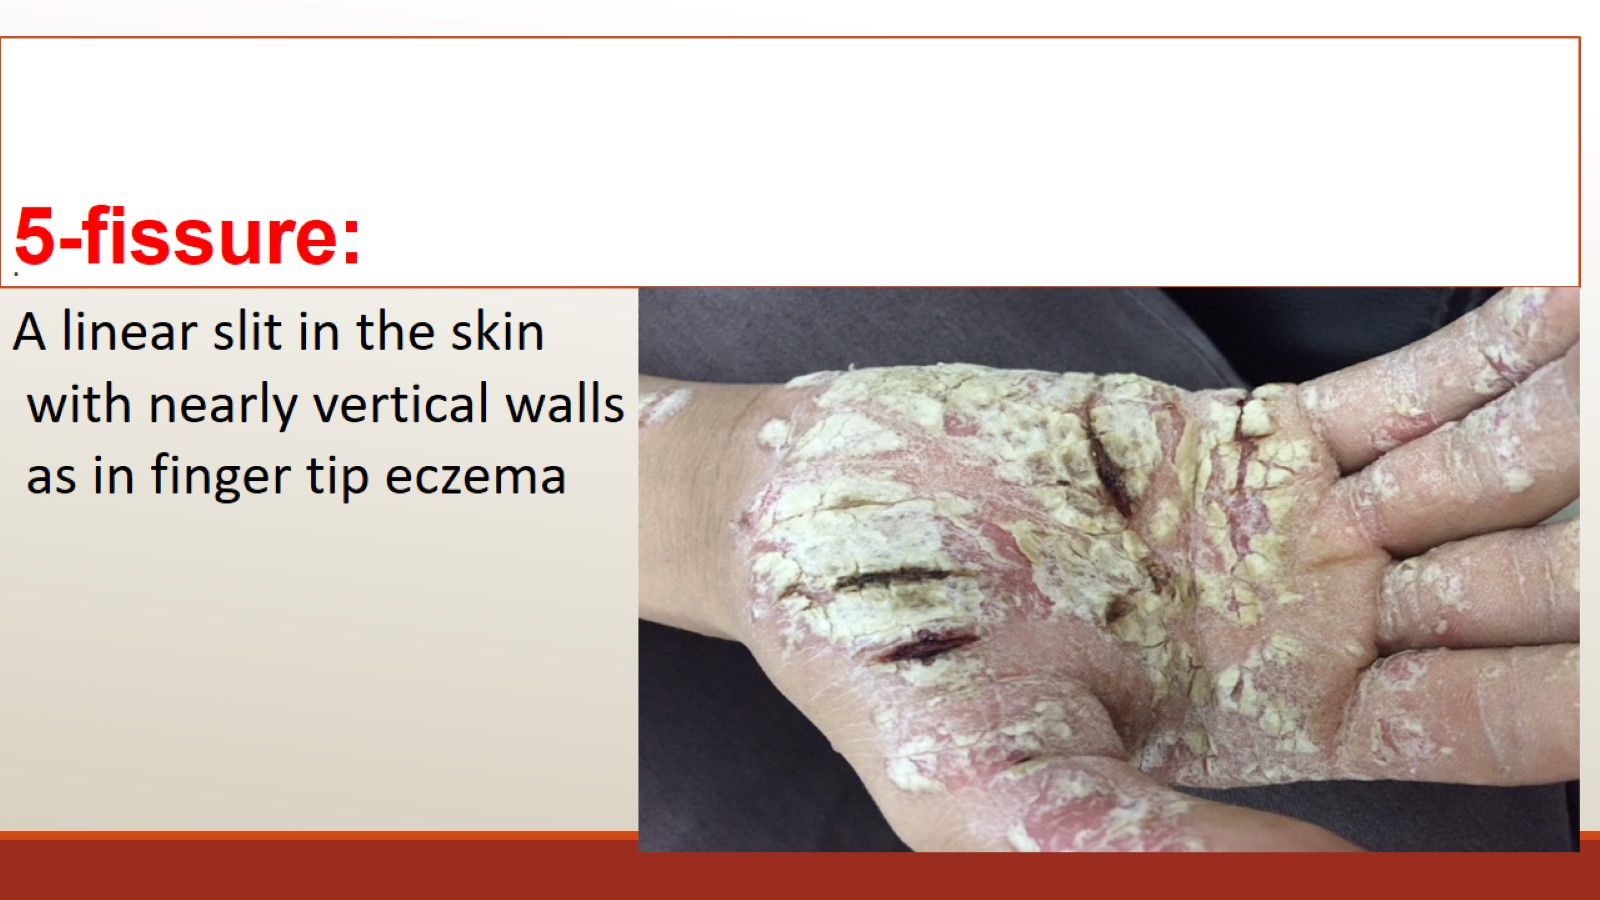 5-fissure:
.
A linear slit in the skin
with nearly vertical walls
as in finger tip eczema